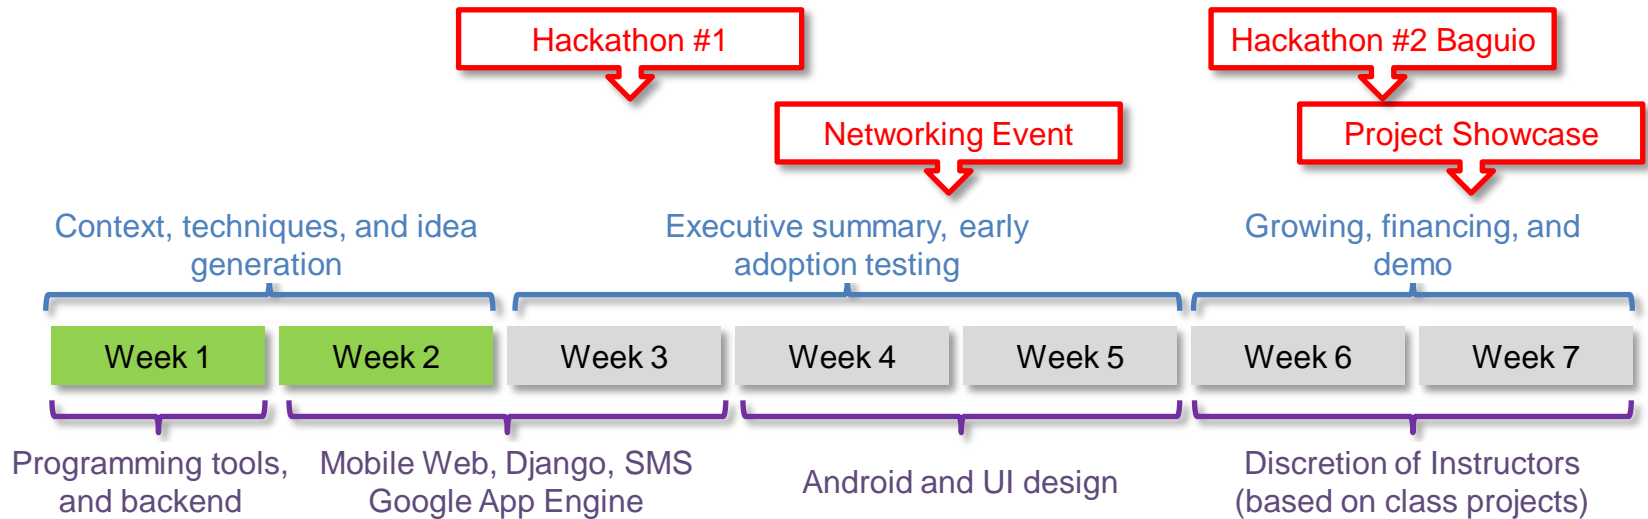 Hackathon #1
Hackathon #2 Baguio
Networking Event
Project Showcase
Context, techniques, and idea
generation
Executive summary, early
adoption testing
Growing, financing, and
demo
Week 1
Week 2
Week 3
Week 4
Week 5
Week 6
Week 7
Programming tools,
and backend
Mobile Web, Django, SMS
Google App Engine
Android and UI design
Discretion of Instructors
(based on class projects)